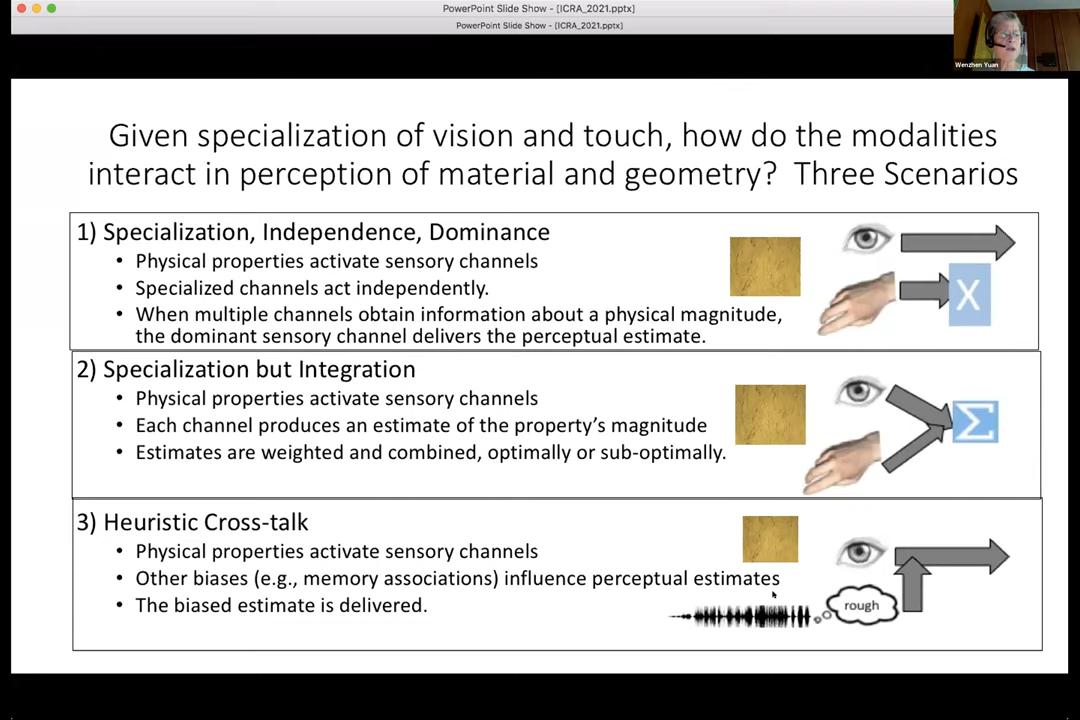 PowerPoint Slide Show - [ICRA_2021.pptx]
PowerPoint Slide Show - [ICRA_2021.pptx]
Wenzhen Yuan
Given specialization of vision and touch, how do the modalities
interact in perception of material and geometry? Three Scenarios
1) Specialization, Independence, Dominance
• Physical properties activate sensory channels
• Specialized channels act independently.
• When multiple channels obtain information about a physical magnitude,
the dominant sensory channel delivers the perceptual estimate.
X
2) Specialization but Integration
• Physical properties activate sensory channels
• Each channel produces an estimate of the property's magnitude
• Estimates are weighted and combined, optimally or sub-optimally.
Σ
3) Heuristic Cross-talk
• Physical properties activate sensory channels
• Other biases (e.g., memory associations) influence perceptual estimates
• The biased estimate is delivered.
rough